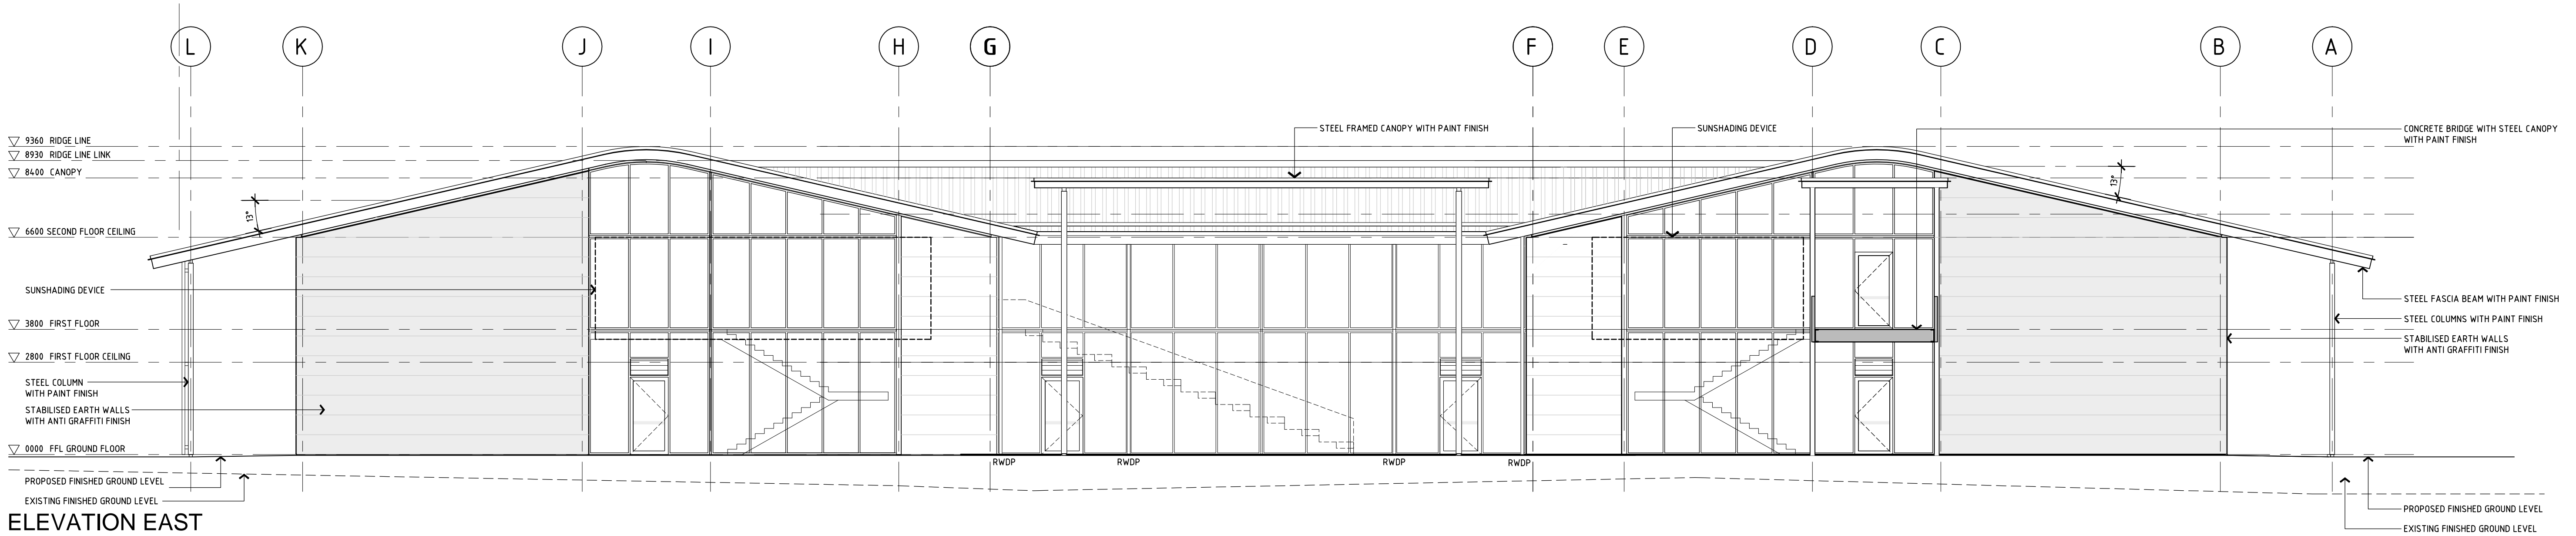 L K J I H G F E D C B A
STEEL FRAMED CANOPY WITH PAINT FINISH
SUNSHADING DEVICE
CONCRETE BRIDGE WITH STEEL CANOPY
WITH PAINT FINISH
9360 RIDGE LINE
8930 RIDGE LINE LINK
8400 CANOPY
13°
13°
6600 SECOND FLOOR CEILING
SUNSHADING DEVICE
STEEL FASCIA BEAM WITH PAINT FINISH
3800 FIRST FLOOR
STEEL COLUMNS WITH PAINT FINISH
STABILISED EARTH WALLS
WITH ANTI GRAFFITI FINISH
2800 FIRST FLOOR CEILING
STEEL COLUMN
WITH PAINT FINISH
STABILISED EARTH WALLS
WITH ANTI GRAFFITI FINISH
0000 FFL GROUND FLOOR
RWDP RWDP RWDP RWDP
PROPOSED FINISHED GROUND LEVEL
EXISTING FINISHED GROUND LEVEL
PROPOSED FINISHED GROUND LEVEL
EXISTING FINISHED GROUND LEVEL
ELEVATION EAST